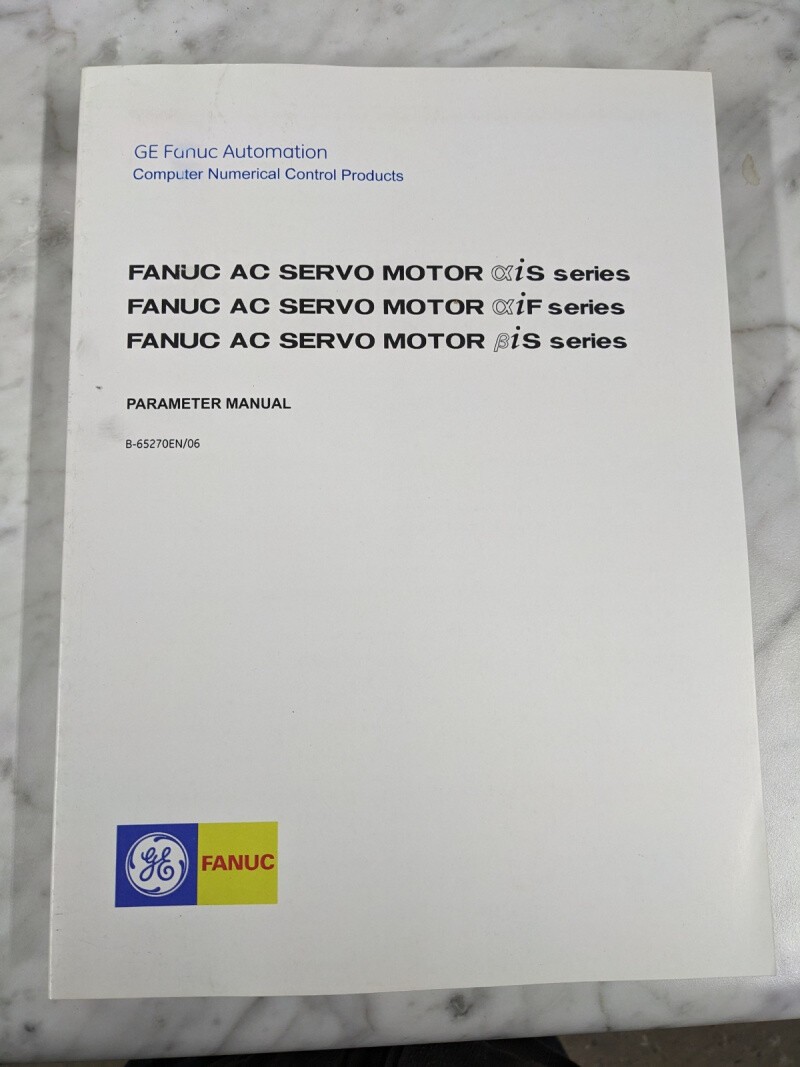 GE Fanuc Automation
Computer Numerical Control Products
FANUC AC SERVO MOTOR αiS series
FANUC AC SERVO MOTOR αiF series
FANUC AC SERVO MOTOR βiS series
PARAMETER MANUAL
B-65270EN/06
GE FANUC